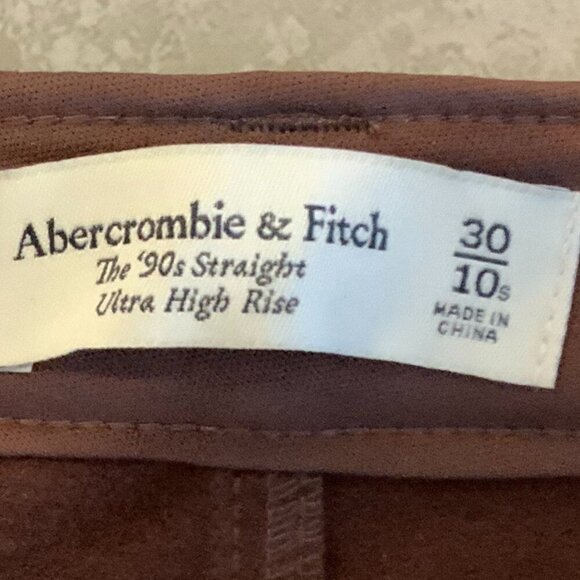 Abercrombie & Fitch
The '90s Straight
Ultra High Rise
30
10s
MADE IN
CHINA